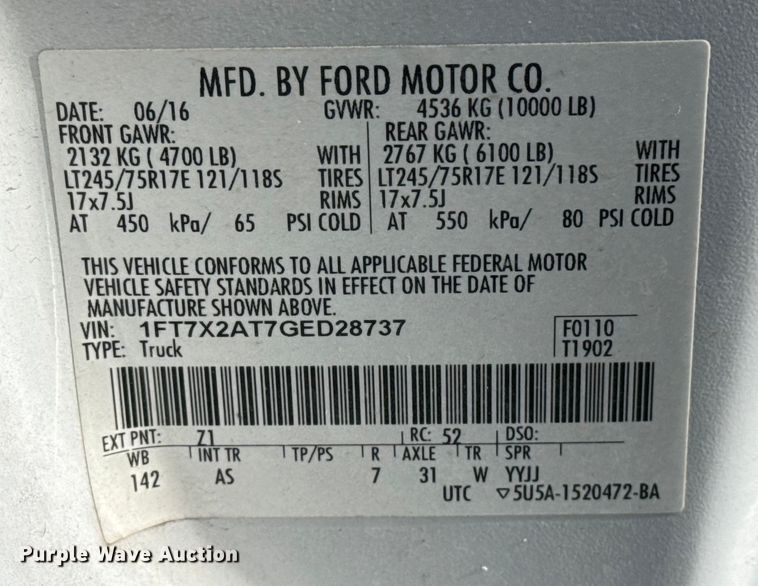 MFD. BY FORD MOTOR CO.
DATE: 06/16 GVWR: 4536 KG (10000 LB)
FRONT GAWR: REAR GAWR:
2132 KG ( 4700 LB) WITH 2767 KG ( 6100 LB) WITH
LT245/75R17E 121/118S TIRES LT245/75R17E 121/118S TIRES
17x7.5J RIMS 17x7.5J RIMS
AT 450 kPa/ 65 PSI COLD AT 550 kPa/ 80 PSI COLD
THIS VEHICLE CONFORMS TO ALL APPLICABLE FEDERAL MOTOR
VEHICLE SAFETY STANDARDS IN EFFECT ON THE DATE OF
MANUFACTURE SHOWN ABOVE.
VIN: 1FT7X2AT7GED28737 F0110
TYPE: Truck T1902
EXT PNT: Z1 RC: 52 DSO:
WB INT TR TP/PS R AXLE TR SPR
142 AS 7 31 W YYJJ
UTC ▽5U5A-1520472-BA
Purple Wave Auction